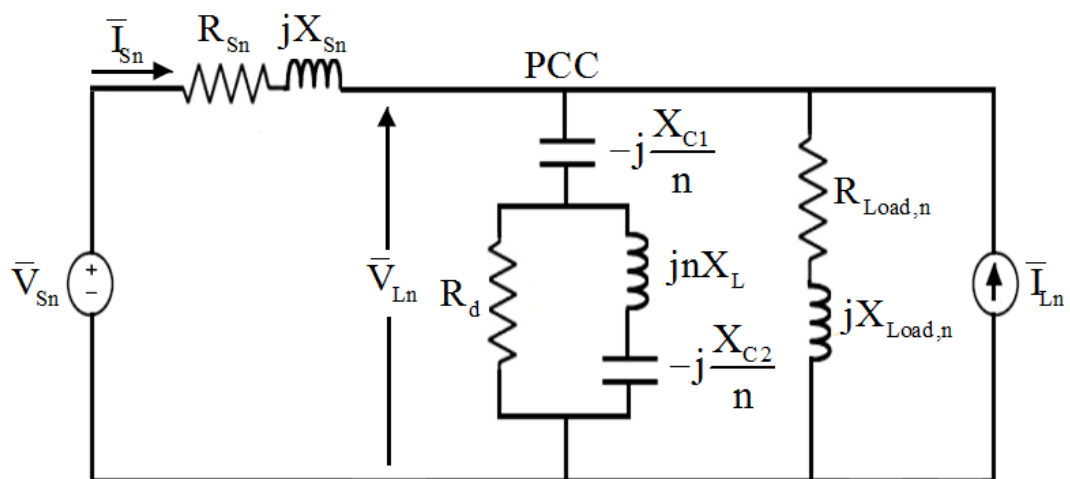 I̅Sn
RSn
jXSn
PCC
−j XC1/n
RLoad,n
V̅Sn
+
−
V̅Ln
Rd
jnXL
−j XC2/n
jXLoad,n
I̅Ln